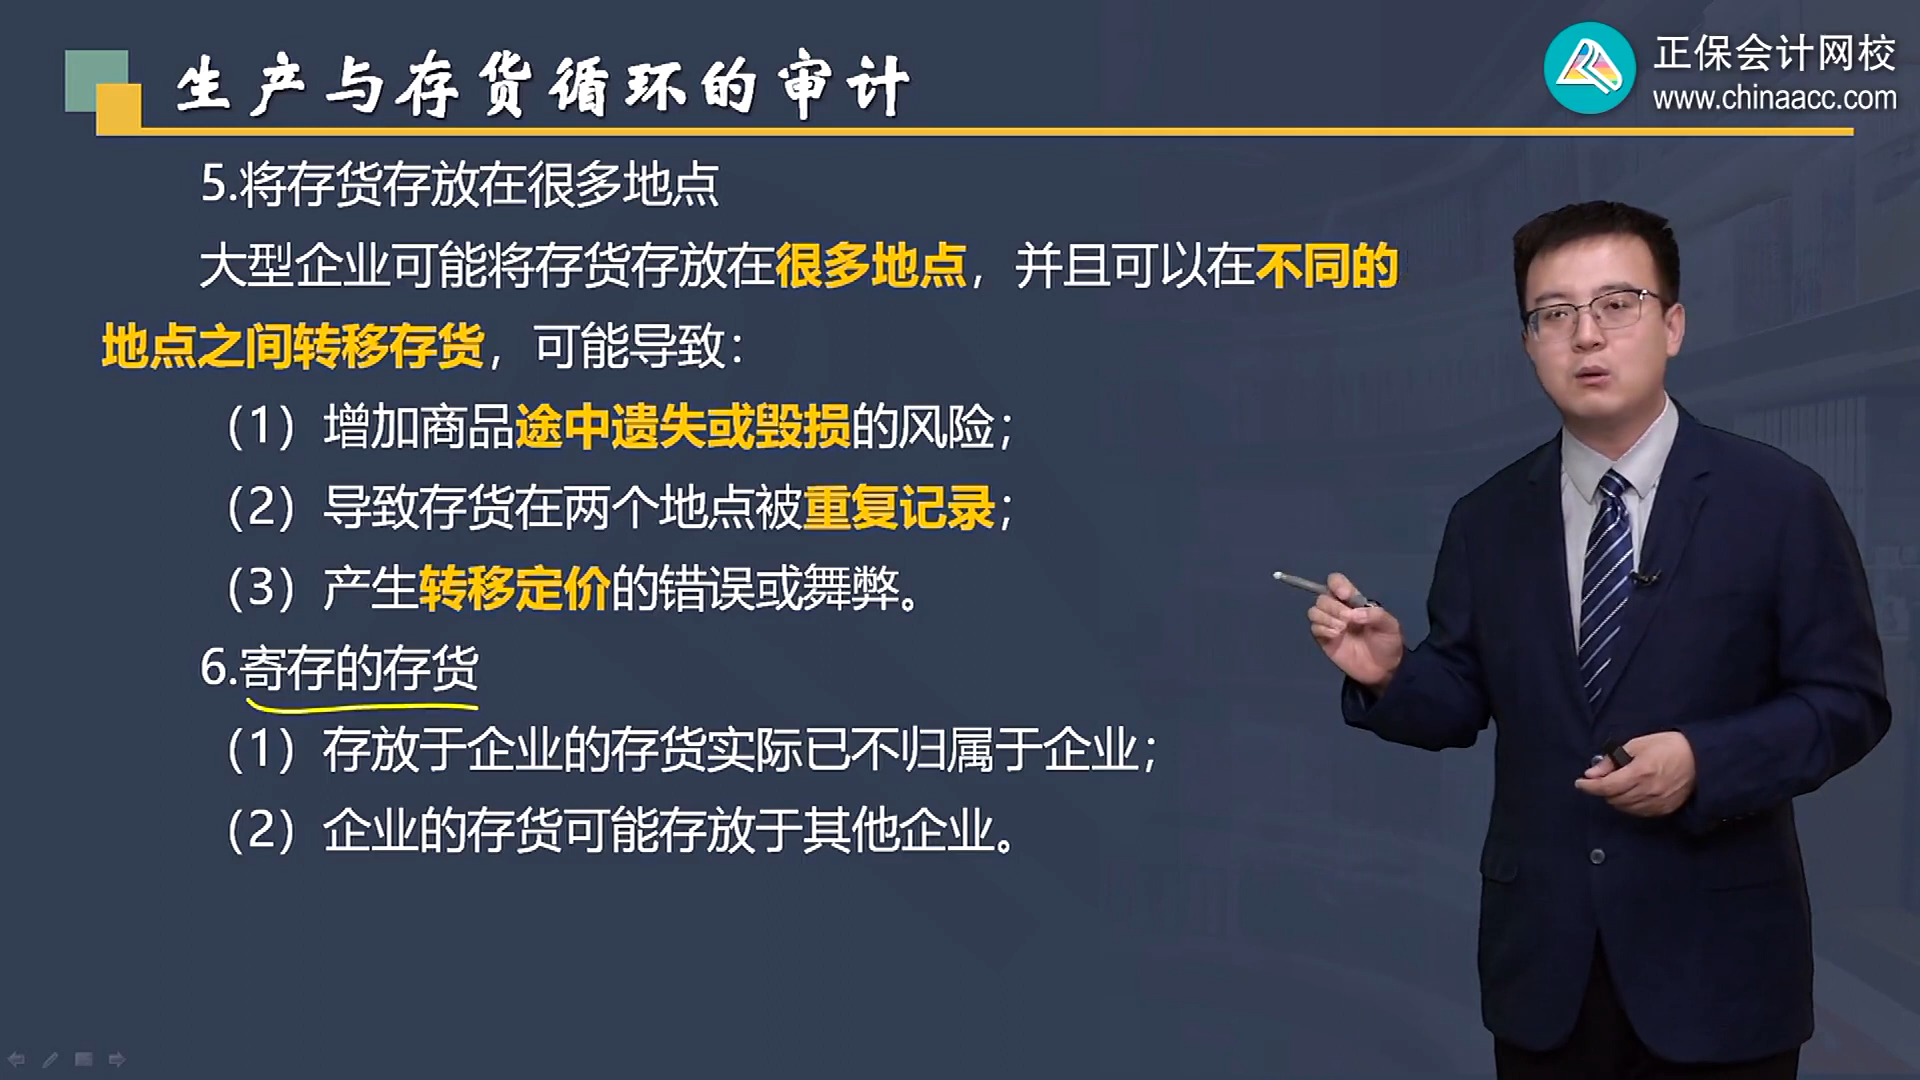 生产与存货循环的审计
正保会计网校
www.chinaacc.com
5.将存货存放在很多地点
大型企业可能将存货存放在很多地点，并且可以在不同的
地点之间转移存货，可能导致：
（1）增加商品途中遗失或毁损的风险；
（2）导致存货在两个地点被重复记录；
（3）产生转移定价的错误或舞弊。
6.寄存的存货
（1）存放于企业的存货实际已不归属于企业；
（2）企业的存货可能存放于其他企业。